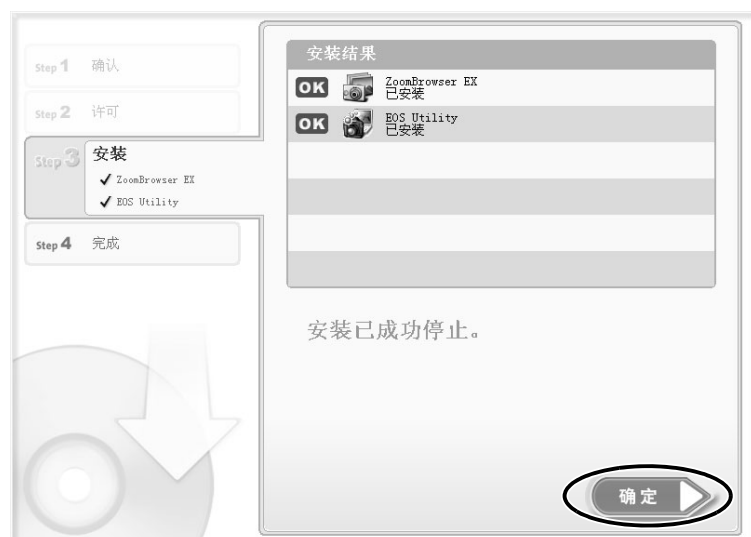 Step 1 确认
Step 2 许可
Step 3 安装
ZoomBrowser EX
EOS Utility
Step 4 完成
安装结果
OK ZoomBrowser EX
已安装
OK EOS Utility
已安装
安装已成功停止。
确定